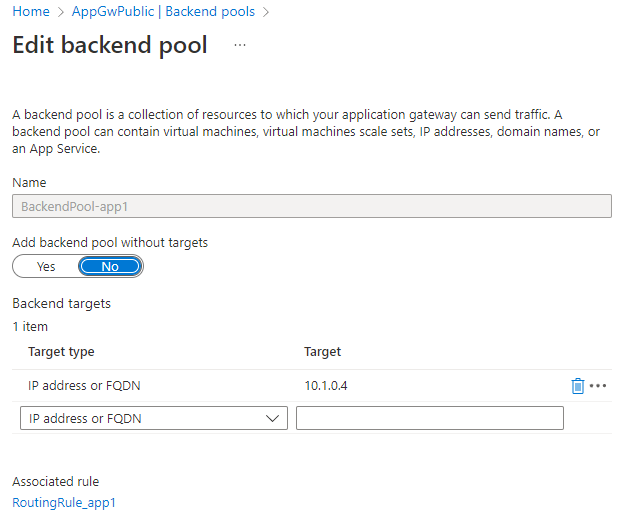 Home > AppGwPublic | Backend pools >
Edit backend pool ...
A backend pool is a collection of resources to which your application gateway can send traffic. A
backend pool can contain virtual machines, virtual machines scale sets, IP addresses, domain names, or
an App Service.
Name
BackendPool-app1
Add backend pool without targets
Yes No
Backend targets
1 item
Target type Target
IP address or FQDN 10.1.0.4
IP address or FQDN
Associated rule
RoutingRule_app1